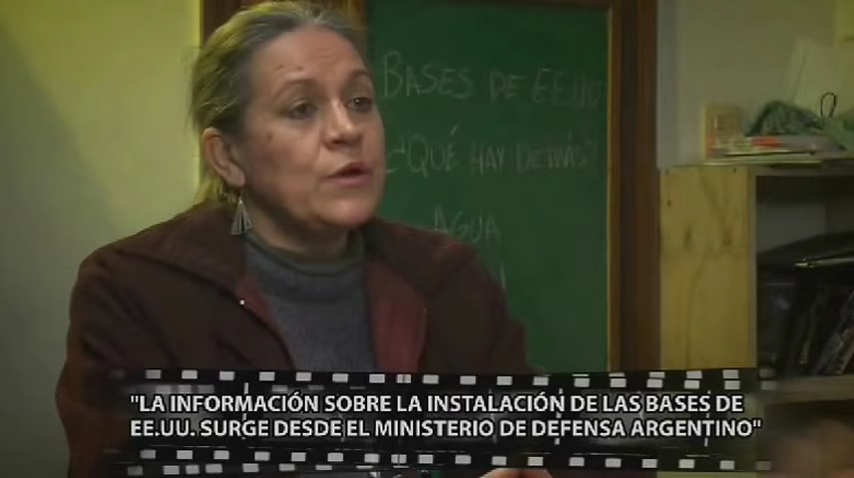 BASES DE EE.UU
¿QUÉ HAY DETRÁS?
AGUA
"LA INFORMACIÓN SOBRE LA INSTALACIÓN DE LAS BASES DE
EE.UU. SURGE DESDE EL MINISTERIO DE DEFENSA ARGENTINO"